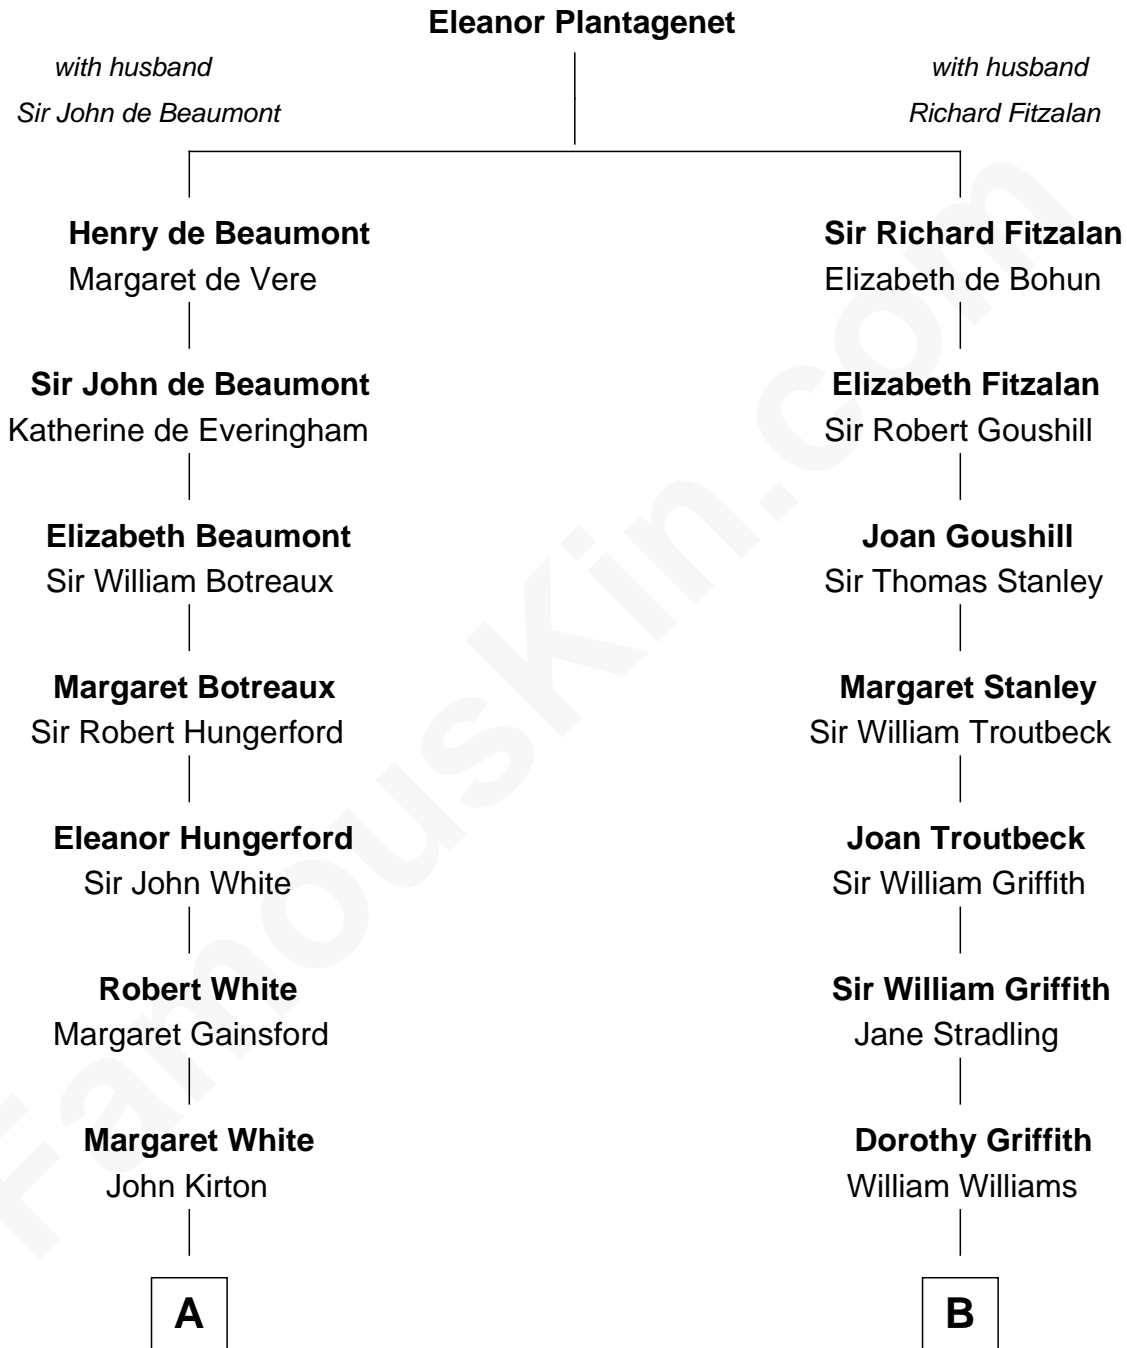 Eleanor Plantagenet
with husband
Sir John de Beaumont
with husband
Richard Fitzalan
Henry de Beaumont
Margaret de Vere
Sir John de Beaumont
Katherine de Everingham
Elizabeth Beaumont
Sir William Botreaux
Margaret Botreaux
Sir Robert Hungerford
Eleanor Hungerford
Sir John White
Robert White
Margaret Gainsford
Margaret White
John Kirton
A
Sir Richard Fitzalan
Elizabeth de Bohun
Elizabeth Fitzalan
Sir Robert Goushill
Joan Goushill
Sir Thomas Stanley
Margaret Stanley
Sir William Troutbeck
Joan Troutbeck
Sir William Griffith
Sir William Griffith
Jane Stradling
Dorothy Griffith
William Williams
B
FamousKin.com